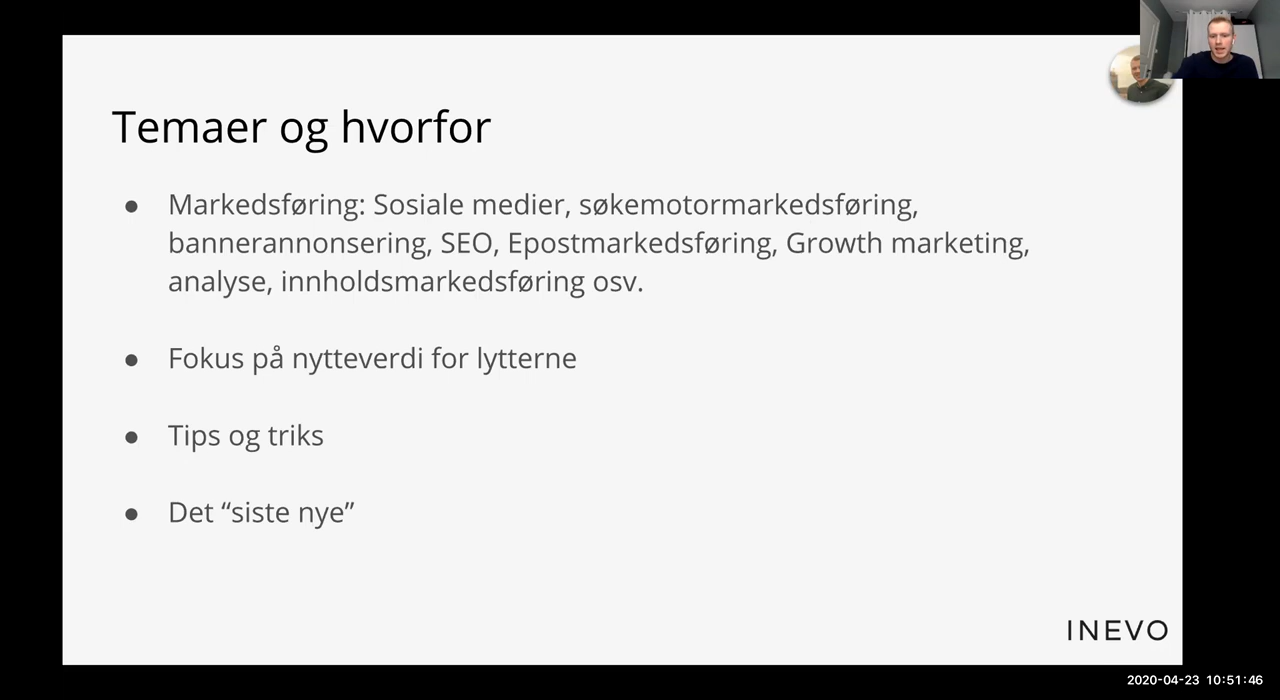 Temaer og hvorfor
● Markedsføring: Sosiale medier, søkemotormarkedsføring,
bannerannonsering, SEO, Epostmarkedsføring, Growth marketing,
analyse, innholdsmarkedsføring osv.
● Fokus på nytteverdi for lytterne
● Tips og triks
● Det “siste nye”
INEVO
2020-04-23 10:51:46